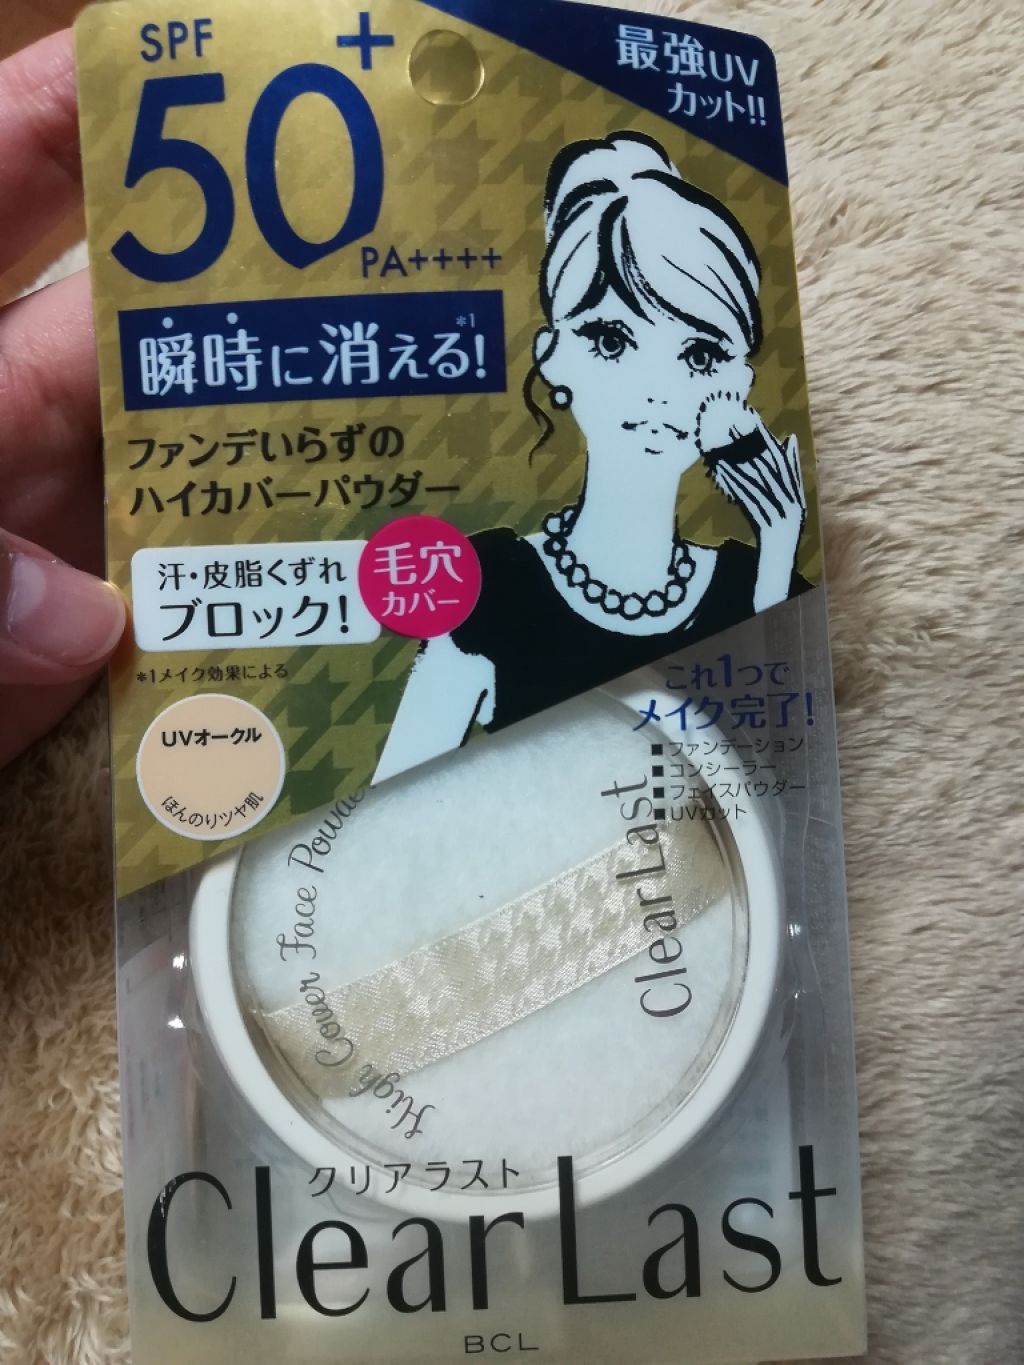 SPF
50+
PA++++
最強UV
カット!!
瞬時に消える!*1
ファンデいらずの
ハイカバーパウダー
汗・皮脂くずれ
ブロック!
毛穴
カバー
*1メイク効果による
UVオークル
ほんのりツヤ肌
これ1つで
メイク完了!
■ファンデーション
■コンシーラー
■フェイスパウダー
■UVカット
High Cover Face Powder
Clear Last
クリアラスト
Clear Last
BCL